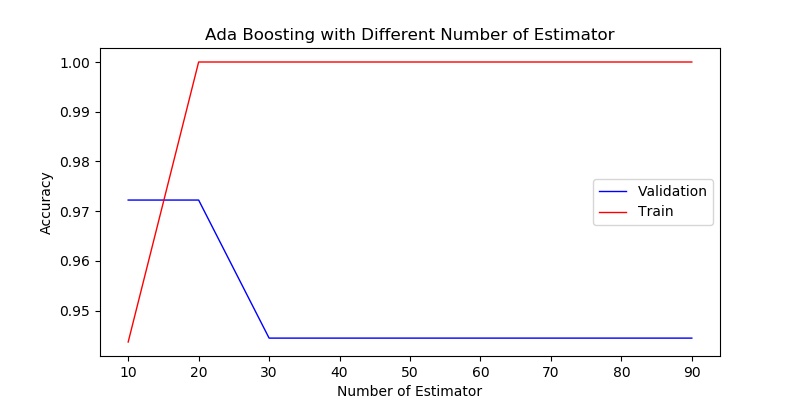 Ada Boosting with Different Number of Estimator
1.00
0.99
0.98
0.97
0.96
0.95
Accuracy
Validation
Train
10 20 30 40 50 60 70 80 90
Number of Estimator